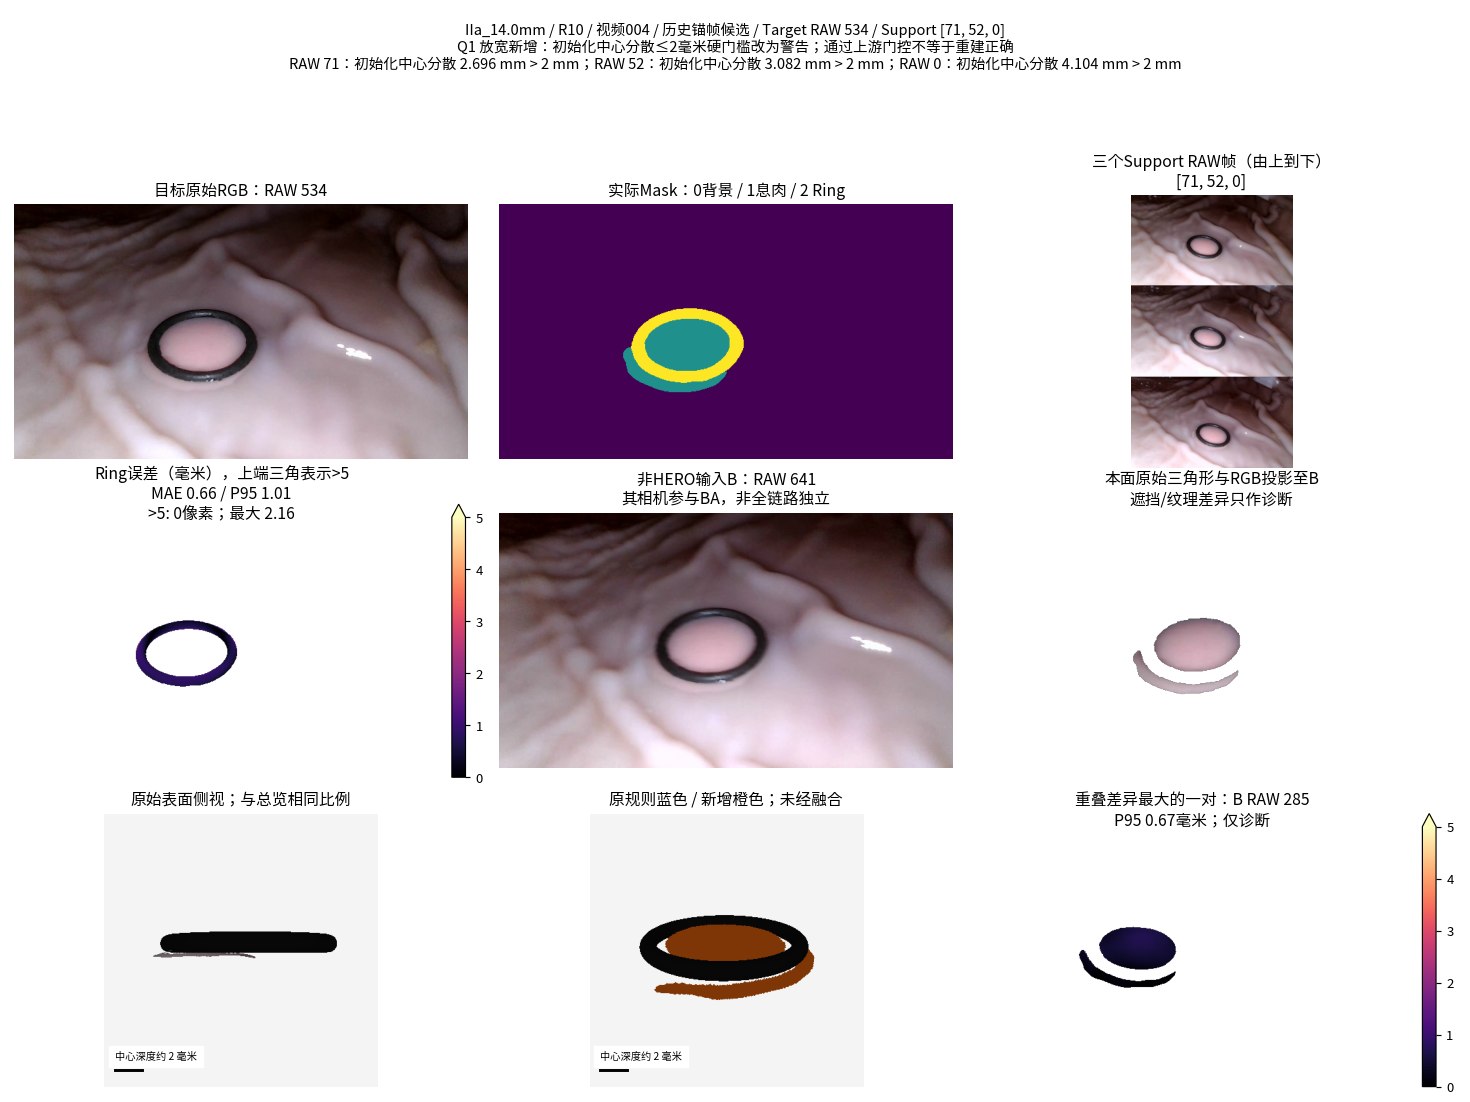 IIa_14.0mm / R10 / 视频004 / 历史锚帧候选 / Target RAW 534 / Support [71, 52, 0]
Q1 放宽新增：初始化中心分散≤2毫米硬门槛改为警告；通过上游门控不等于重建正确
RAW 71：初始化中心分散 2.696 mm > 2 mm；RAW 52：初始化中心分散 3.082 mm > 2 mm；RAW 0：初始化中心分散 4.104 mm > 2 mm
目标原始RGB：RAW 534
实际Mask：0背景 / 1息肉 / 2 Ring
三个Support RAW帧（由上到下）
[71, 52, 0]
Ring误差（毫米），上端三角表示>5
MAE 0.66 / P95 1.01
>5: 0像素；最大 2.16
5
4
3
2
1
0
非HERO输入B：RAW 641
其相机参与BA，非全链路独立
本面原始三角形与RGB投影至B
遮挡/纹理差异只作诊断
原始表面侧视；与总览相同比例
中心深度约 2 毫米
原规则蓝色 / 新增橙色；未经融合
中心深度约 2 毫米
重叠差异最大的一对：B RAW 285
P95 0.67毫米；仅诊断
5
4
3
2
1
0